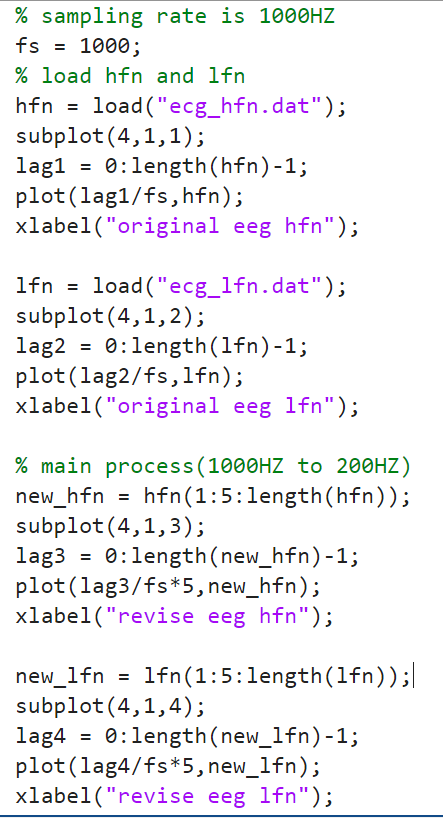 % sampling rate is 1000HZ
fs = 1000;
% load hfn and lfn
hfn = load("ecg_hfn.dat");
subplot(4,1,1);
lag1 = 0:length(hfn)-1;
plot(lag1/fs,hfn);
xlabel("original eeg hfn");

lfn = load("ecg_lfn.dat");
subplot(4,1,2);
lag2 = 0:length(lfn)-1;
plot(lag2/fs,lfn);
xlabel("original eeg lfn");

% main process(1000HZ to 200HZ)
new_hfn = hfn(1:5:length(hfn));
subplot(4,1,3);
lag3 = 0:length(new_hfn)-1;
plot(lag3/fs*5,new_hfn);
xlabel("revise eeg hfn");

new_lfn = lfn(1:5:length(lfn));
subplot(4,1,4);
lag4 = 0:length(new_lfn)-1;
plot(lag4/fs*5,new_lfn);
xlabel("revise eeg lfn");